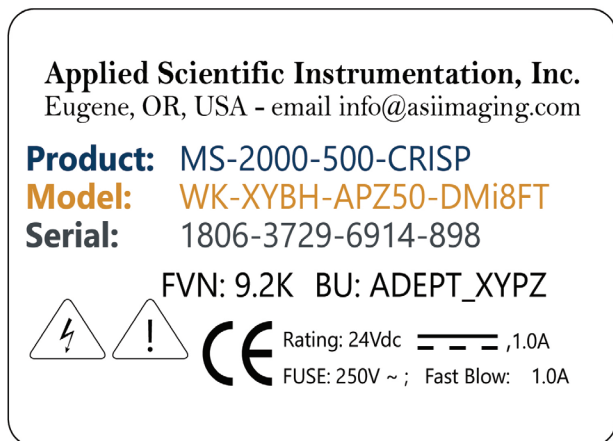 Applied Scientific Instrumentation, Inc.
Eugene, OR, USA - email info@asiimaging.com
Product: MS-2000-500-CRISP
Model: WK-XYBH-APZ50-DMi8FT
Serial: 1806-3729-6914-898
FVN: 9.2K BU: ADEPT_XYPZ
CE
Rating: 24Vdc ,1.0A
FUSE: 250V ~ ; Fast Blow: 1.0A